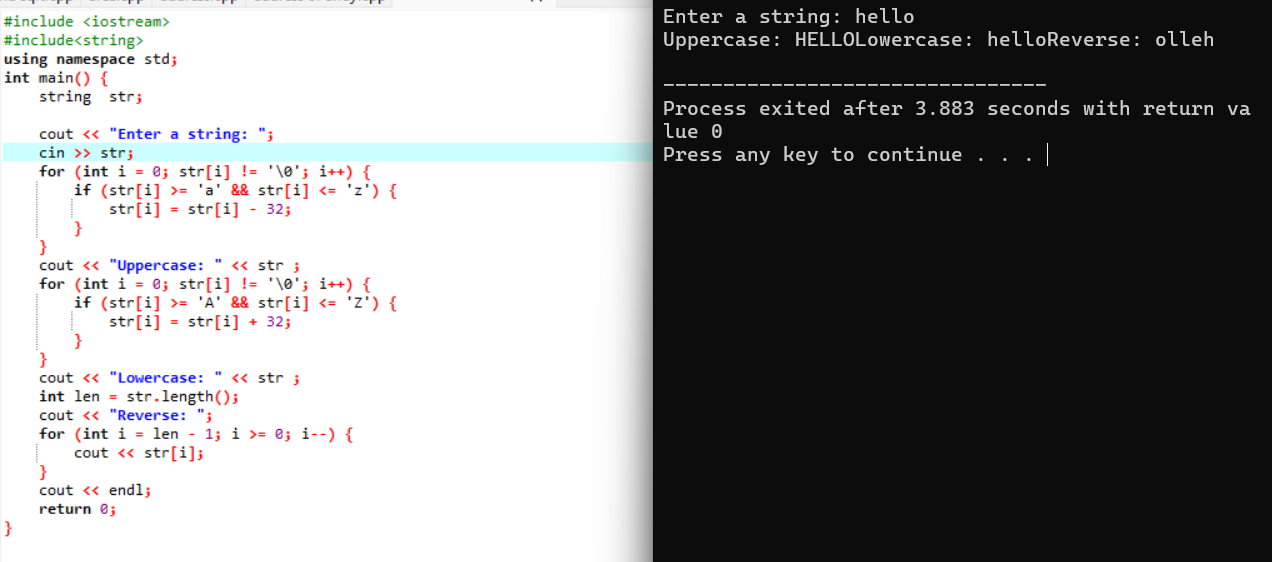 #include <iostream>
#include<string>
using namespace std;
int main() {
    string  str;

    cout << "Enter a string: ";
    cin >> str;
    for (int i = 0; str[i] != '\0'; i++) {
        if (str[i] >= 'a' && str[i] <= 'z') {
            str[i] = str[i] - 32;
        }
    }
    cout << "Uppercase: " << str ;
    for (int i = 0; str[i] != '\0'; i++) {
        if (str[i] >= 'A' && str[i] <= 'Z') {
            str[i] = str[i] + 32;
        }
    }
    cout << "Lowercase: " << str ;
    int len = str.length();
    cout << "Reverse: ";
    for (int i = len - 1; i >= 0; i--) {
        cout << str[i];
    }
    cout << endl;
    return 0;
}
Enter a string: hello
Uppercase: HELLOLowercase: helloReverse: olleh

--------------------------------
Process exited after 3.883 seconds with return va
lue 0
Press any key to continue . . .